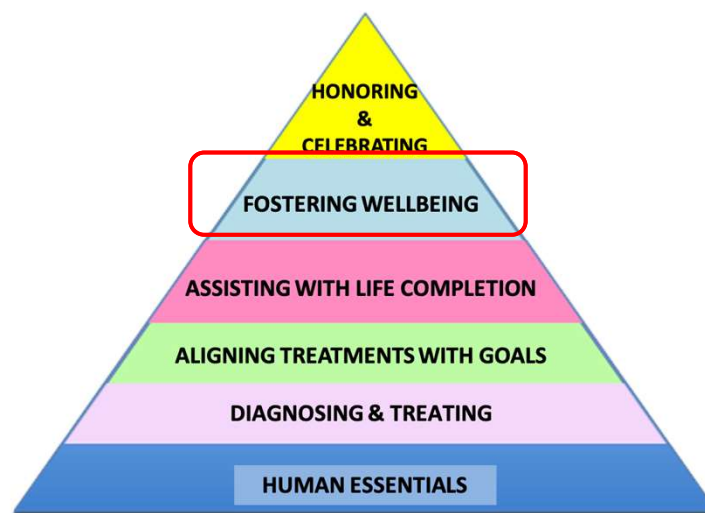 HONORING
&
CELEBRATING
FOSTERING WELLBEING
ASSISTING WITH LIFE COMPLETION
ALIGNING TREATMENTS WITH GOALS
DIAGNOSING & TREATING
HUMAN ESSENTIALS